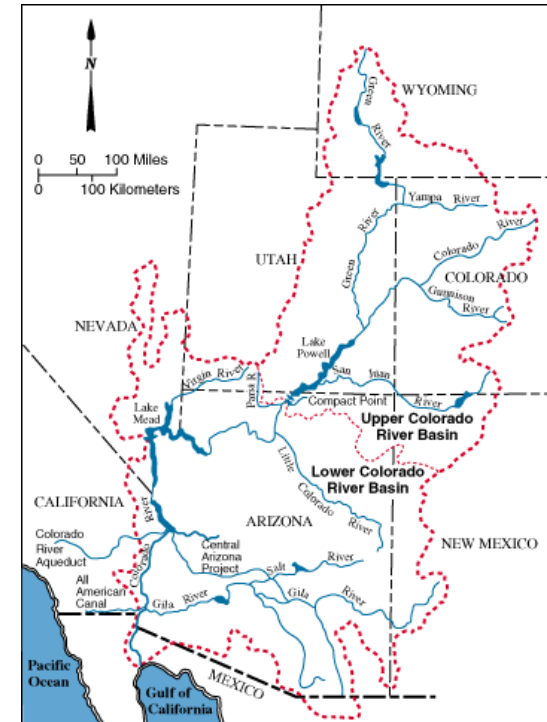 N
WYOMING
Green
River
0 50 100 Miles
0 100 Kilometers
Yampa River
River
Green
UTAH
Colorado
River
COLORADO
Gunnison
River
NEVADA
Lake
Powell
Virgin River
Paria R.
San Juan
River
Compact Point
Upper Colorado
River Basin
Lake
Mead
Little
Colorado
River
Lower Colorado
River Basin
CALIFORNIA
River
Colorado
ARIZONA
NEW MEXICO
Colorado
River
Aqueduct
Central
Arizona
Project
Salt
River
All
American
Canal
Gila River
Gila
River
MEXICO
Pacific
Ocean
Gulf of
California